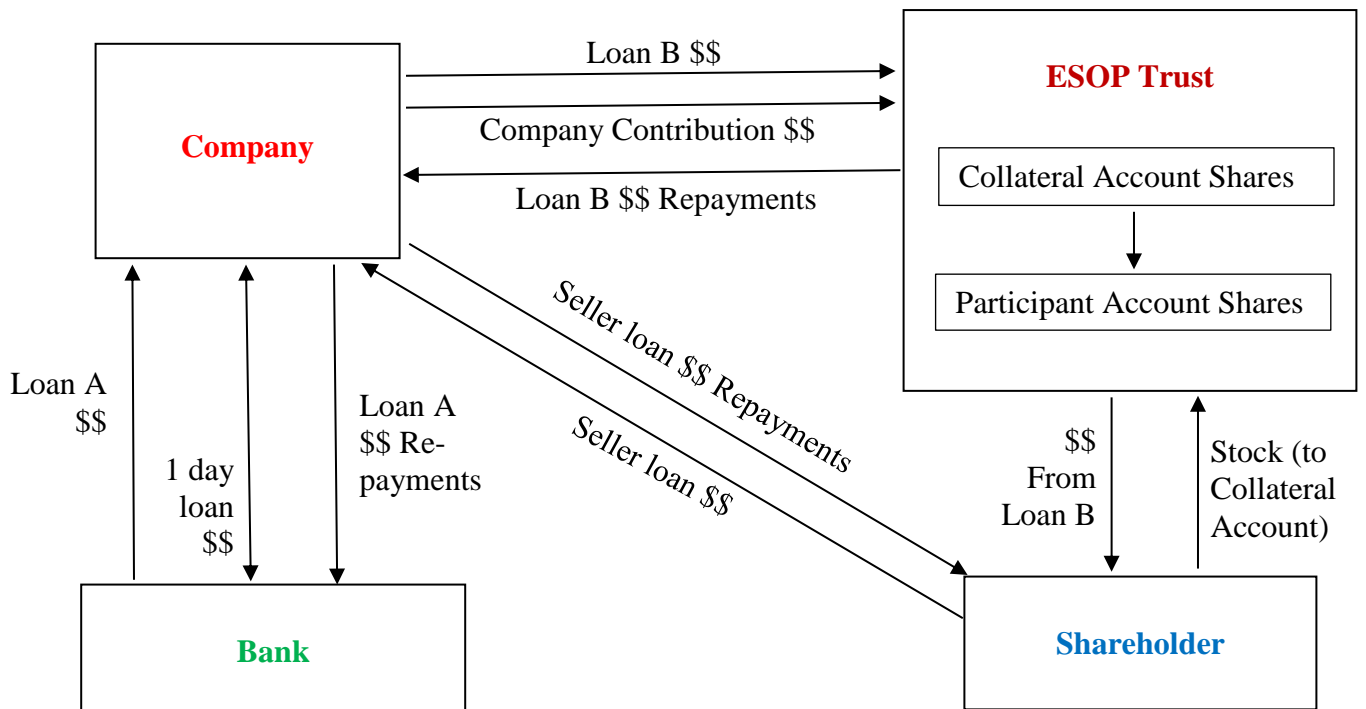 Loan B $$
ESOP Trust
Company
Company Contribution $$
Collateral Account Shares
Loan B $$ Repayments
Participant Account Shares
Seller loan $$ Repayments
Seller loan $$
Loan A
$$
1 day
loan
$$
Loan A
$$ Re-
payments
$$
From
Loan B
Stock (to
Collateral
Account)
Bank
Shareholder